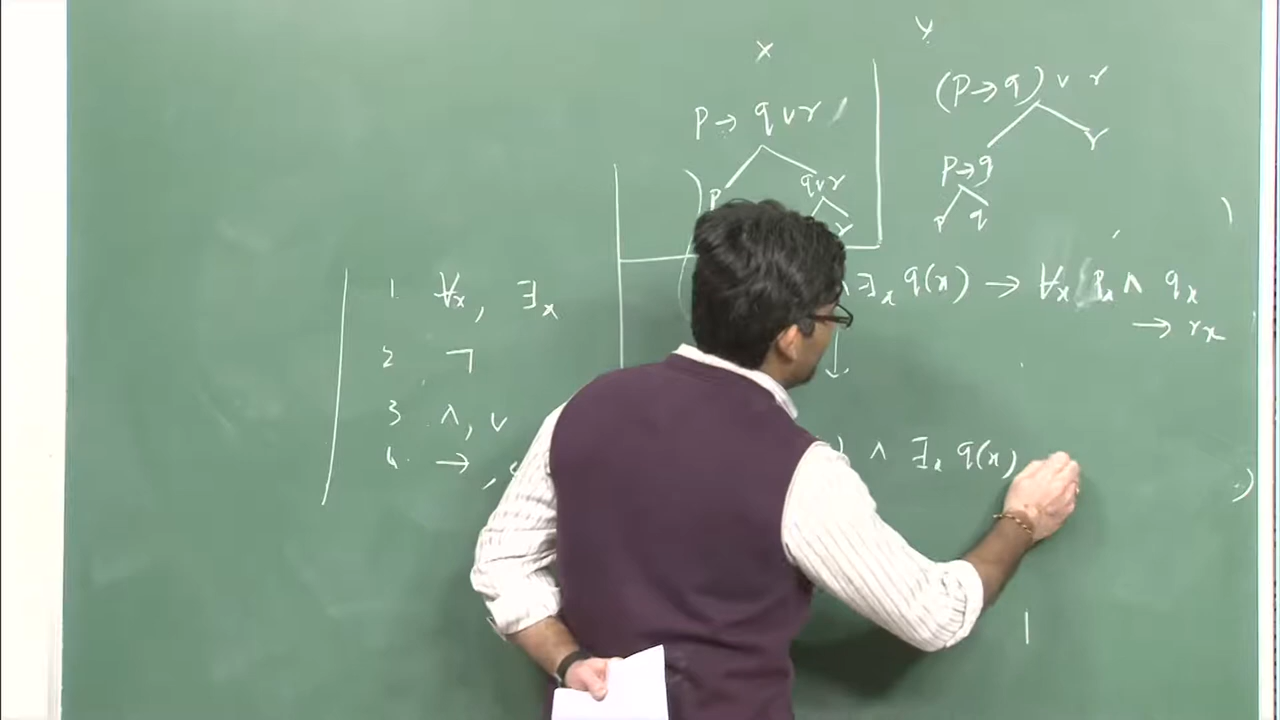 x
y
p → q ∨ r
(p → q) ∨ r
p
q∨r
r
p → q
r
p
q
1. ∀x, ∃x
2 ¬
3 ∧, ∨
4. →,
∧ ∃x q(x) → ∀x px ∧ qx
→ rx
) ∧ ∃x q(x)